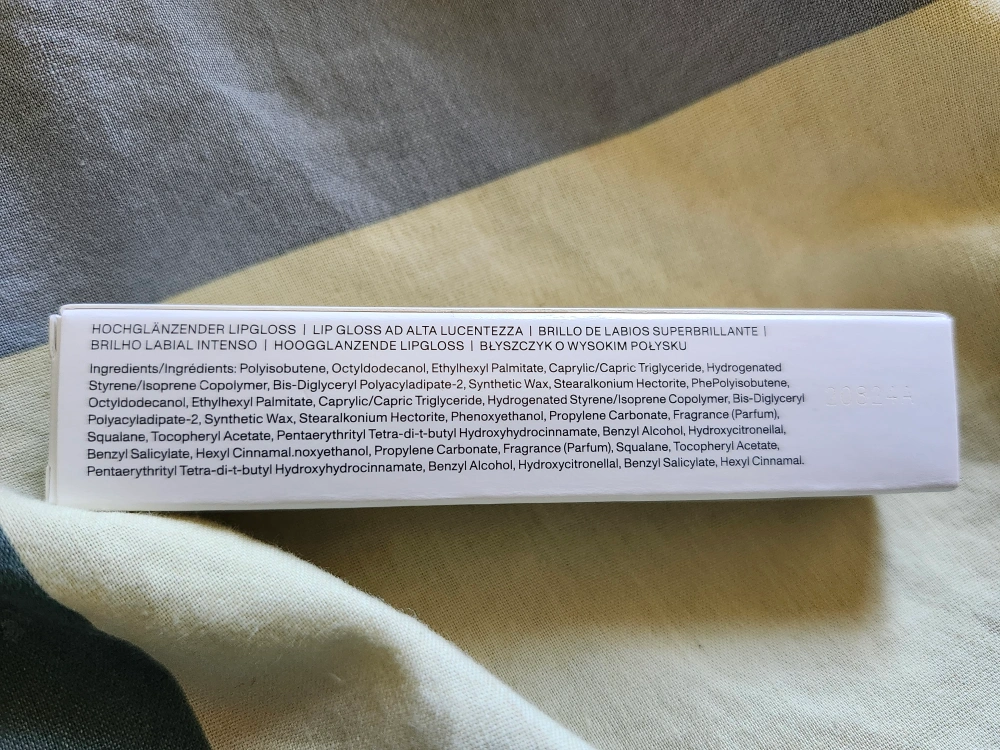 HOCHGLÄNZENDER LIPGLOSS | LIP GLOSS AD ALTA LUCENTEZZA | BRILLO DE LABIOS SUPERBRILLANTE |
BRILHO LABIAL INTENSO | HOOGGLANZENDE LIPGLOSS | BŁYSZCZYK O WYSOKIM POŁYSKU
Ingredients/Ingrédients: Polyisobutene, Octyldodecanol, Ethylhexyl Palmitate, Caprylic/Capric Triglyceride, Hydrogenated
Styrene/Isoprene Copolymer, Bis-Diglyceryl Polyacyladipate-2, Synthetic Wax, Stearalkonium Hectorite, PhePolyisobutene,
Octyldodecanol, Ethylhexyl Palmitate, Caprylic/Capric Triglyceride, Hydrogenated Styrene/Isoprene Copolymer, Bis-Diglyceryl
Polyacyladipate-2, Synthetic Wax, Stearalkonium Hectorite, Phenoxyethanol, Propylene Carbonate, Fragrance (Parfum),
Squalane, Tocopheryl Acetate, Pentaerythrityl Tetra-di-t-butyl Hydroxyhydrocinnamate, Benzyl Alcohol, Hydroxycitronellal,
Benzyl Salicylate, Hexyl Cinnamal.noxyethanol, Propylene Carbonate, Fragrance (Parfum), Squalane, Tocopheryl Acetate,
Pentaerythrityl Tetra-di-t-butyl Hydroxyhydrocinnamate, Benzyl Alcohol, Hydroxycitronellal, Benzyl Salicylate, Hexyl Cinnamal.